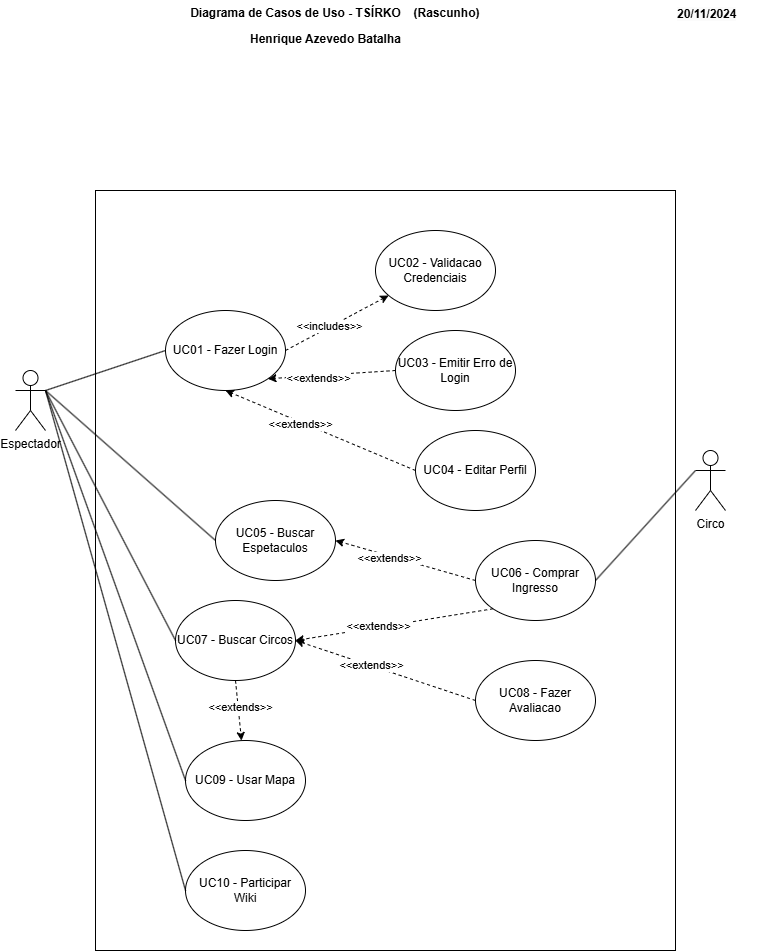 Diagrama de Casos de Uso - TSÍRKO (Rascunho) 20/11/2024
Henrique Azevedo Batalha
UC02 - Validacao
Credenciais
<<includes>>
UC01 - Fazer Login
UC03 - Emitir Erro de
Login
<<extends>>
<<extends>>
Espectador
UC04 - Editar Perfil
Circo
UC05 - Buscar
Espetaculos
<<extends>>
UC06 - Comprar
Ingresso
<<extends>>
UC07 - Buscar Circos
<<extends>>
UC08 - Fazer
Avaliacao
<<extends>>
UC09 - Usar Mapa
UC10 - Participar
Wiki